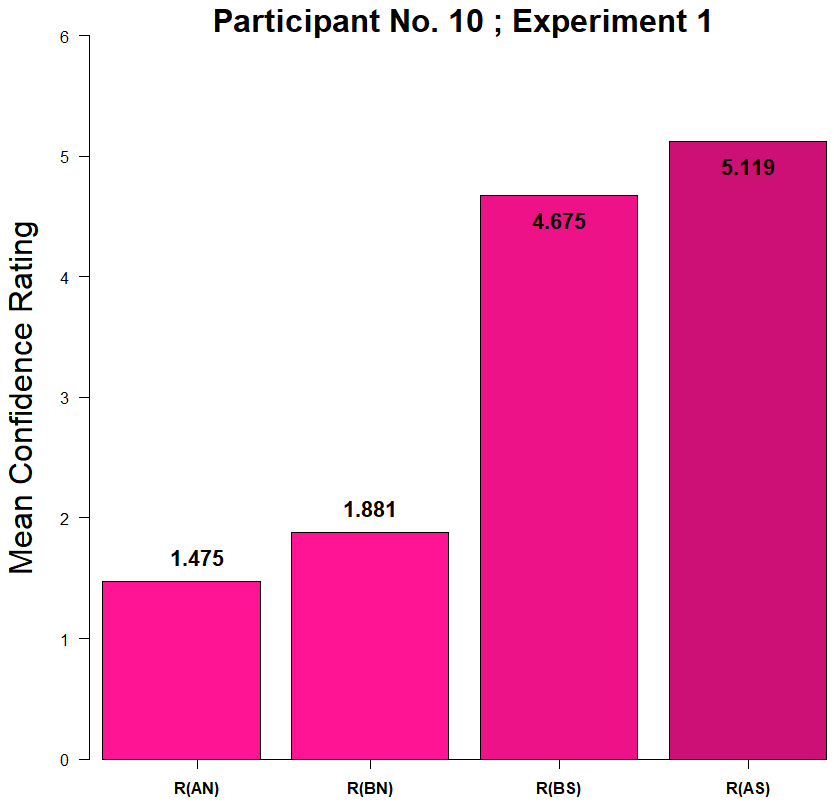 Participant No. 10 ; Experiment 1
Mean Confidence Rating
6
5
4
3
2
1
0
1.475
1.881
4.675
5.119
R(AN)
R(BN)
R(BS)
R(AS)